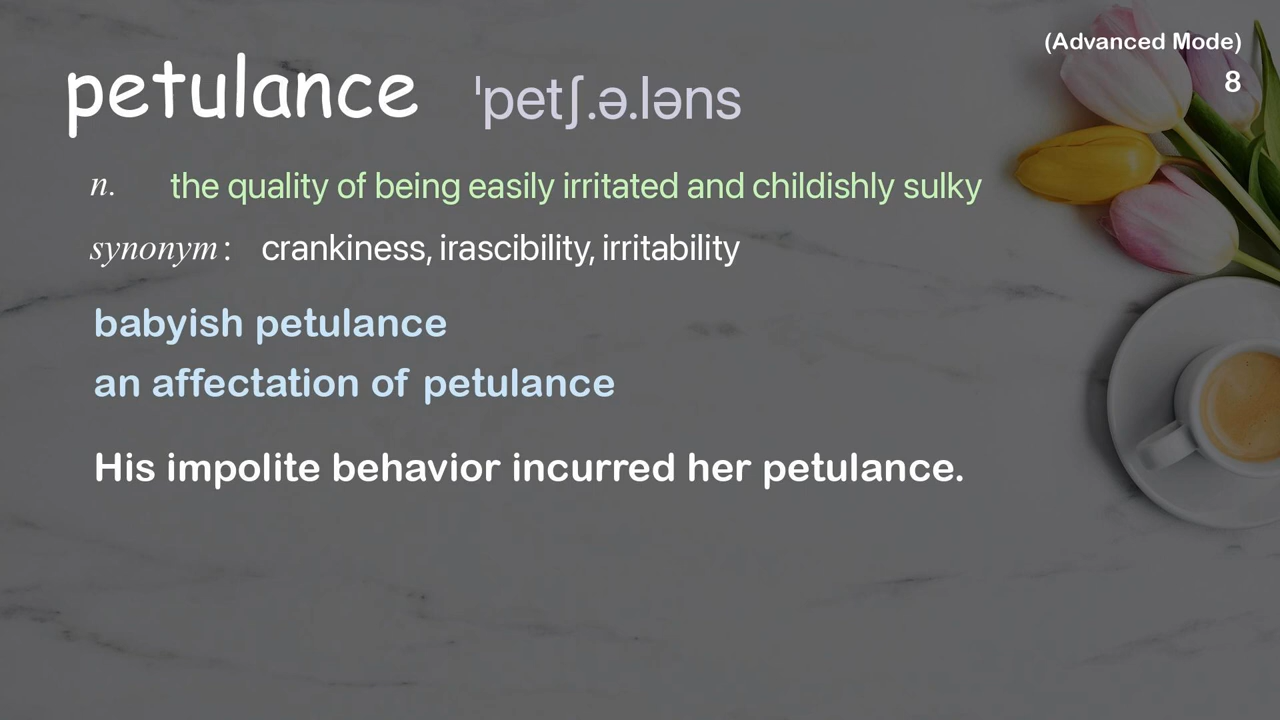 (Advanced Mode)
8
petulance ˈpetʃ.ə.ləns
n. the quality of being easily irritated and childishly sulky
synonym: crankiness, irascibility, irritability
babyish petulance
an affectation of petulance
His impolite behavior incurred her petulance.